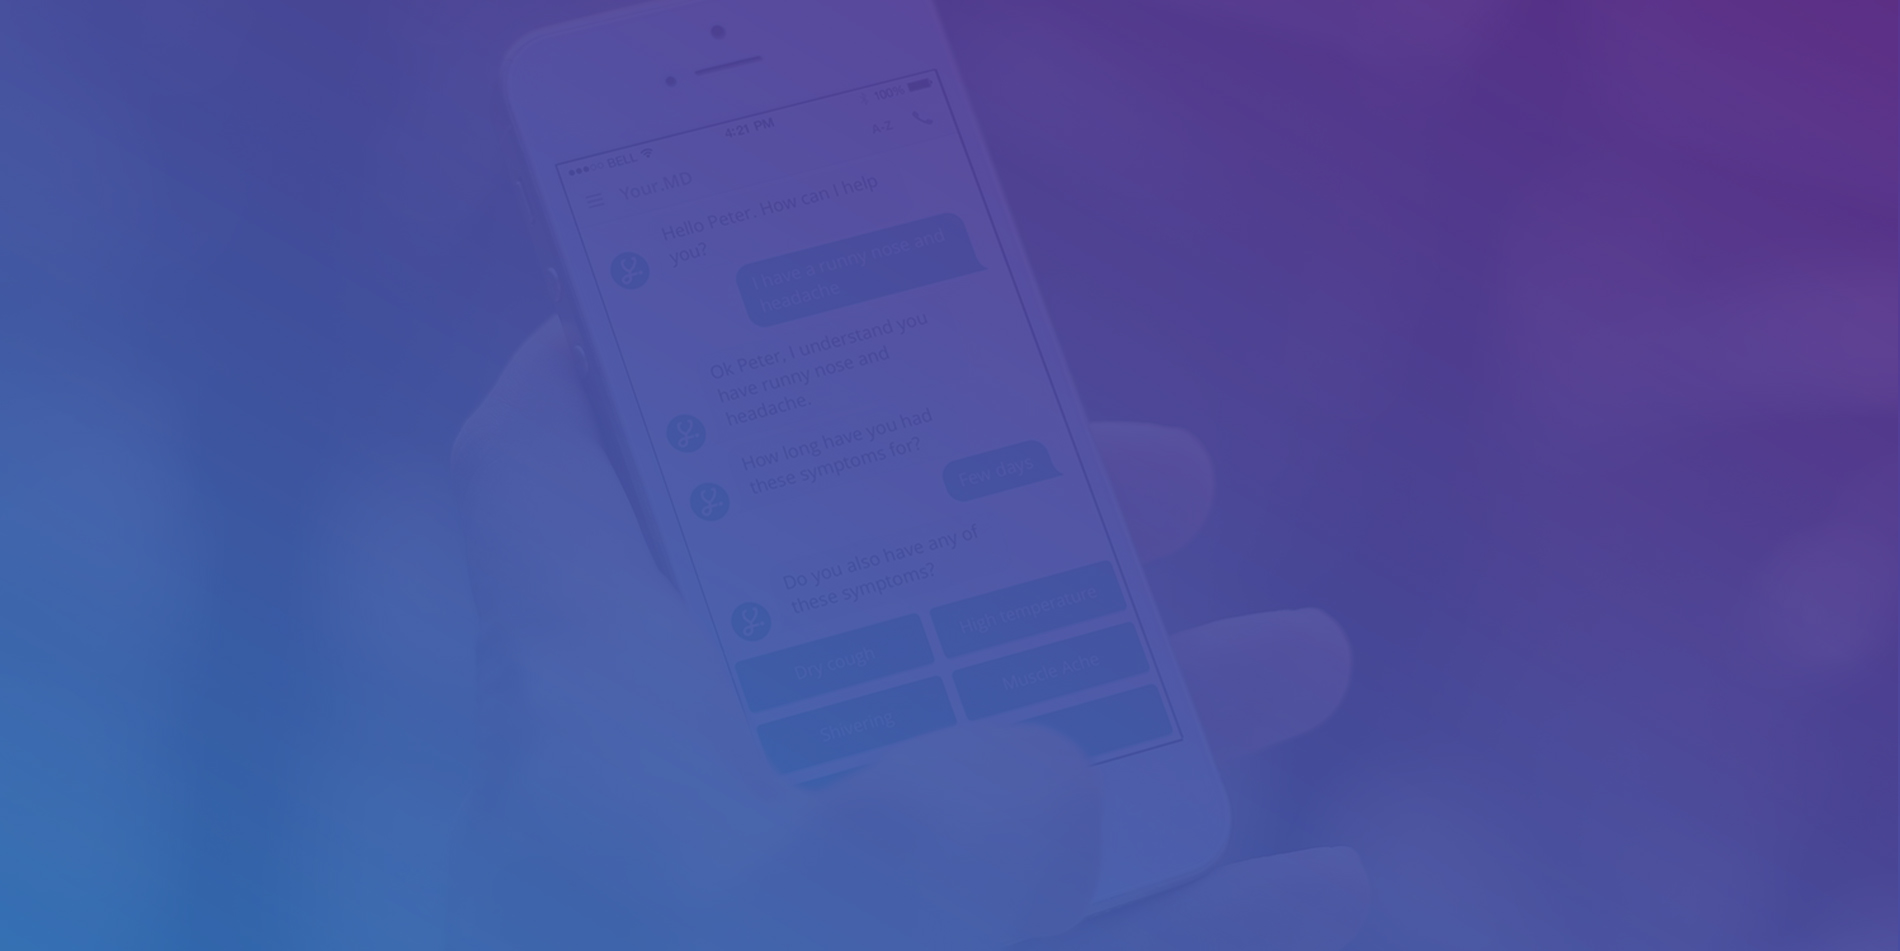 BELL 4:21 PM 100%
Your.MD A-Z
Hello Peter. How can I help
you?
I have a runny nose and
headache
Ok Peter, I understand you
have runny nose and
headache.
How long have you had
these symptoms for?
Few days
Do you also have any of
these symptoms?
Dry cough High temperature
Shivering Muscle Ache